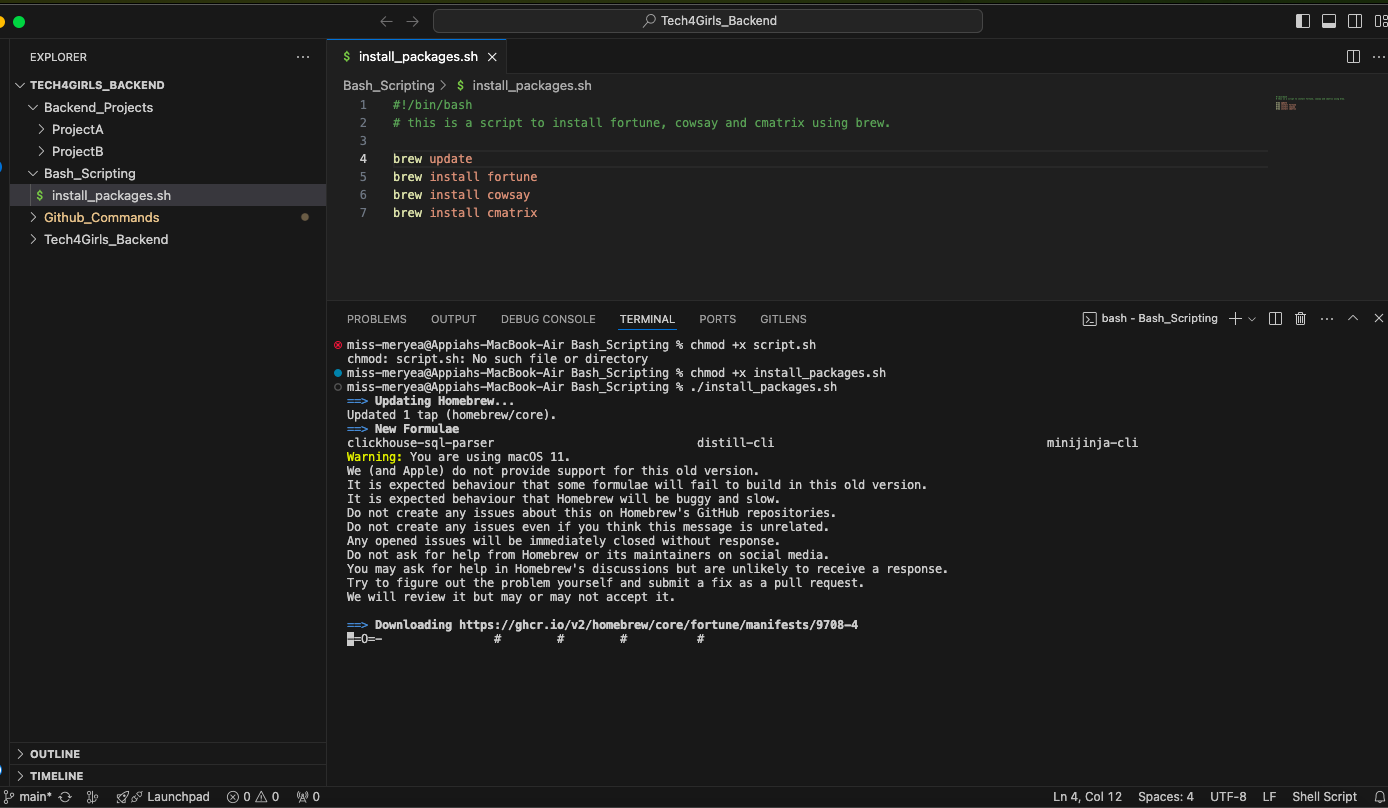 Tech4Girls_Backend
EXPLORER
TECH4GIRLS_BACKEND
Backend_Projects
ProjectA
ProjectB
Bash_Scripting
$ install_packages.sh
Github_Commands
Tech4Girls_Backend
OUTLINE
TIMELINE
$ install_packages.sh
Bash_Scripting > $ install_packages.sh
1 #!/bin/bash
2 # this is a script to install fortune, cowsay and cmatrix using brew.
3
4 brew update
5 brew install fortune
6 brew install cowsay
7 brew install cmatrix
PROBLEMS OUTPUT DEBUG CONSOLE TERMINAL PORTS GITLENS
bash - Bash_Scripting
miss-meryea@Appiahs-MacBook-Air Bash_Scripting % chmod +x script.sh
chmod: script.sh: No such file or directory
miss-meryea@Appiahs-MacBook-Air Bash_Scripting % chmod +x install_packages.sh
miss-meryea@Appiahs-MacBook-Air Bash_Scripting % ./install_packages.sh
==> Updating Homebrew...
Updated 1 tap (homebrew/core).
==> New Formulae
clickhouse-sql-parser distill-cli minijinja-cli
Warning: You are using macOS 11.
We (and Apple) do not provide support for this old version.
It is expected behaviour that some formulae will fail to build in this old version.
It is expected behaviour that Homebrew will be buggy and slow.
Do not create any issues about this on Homebrew's GitHub repositories.
Do not create any issues even if you think this message is unrelated.
Any opened issues will be immediately closed without response.
Do not ask for help from Homebrew or its maintainers on social media.
You may ask for help in Homebrew's discussions but are unlikely to receive a response.
Try to figure out the problem yourself and submit a fix as a pull request.
We will review it but may or may not accept it.
==> Downloading https://ghcr.io/v2/homebrew/core/fortune/manifests/9708-4
-=O=- # # # #
main* Launchpad 0 0 0
Ln 4, Col 12 Spaces: 4 UTF-8 LF Shell Script